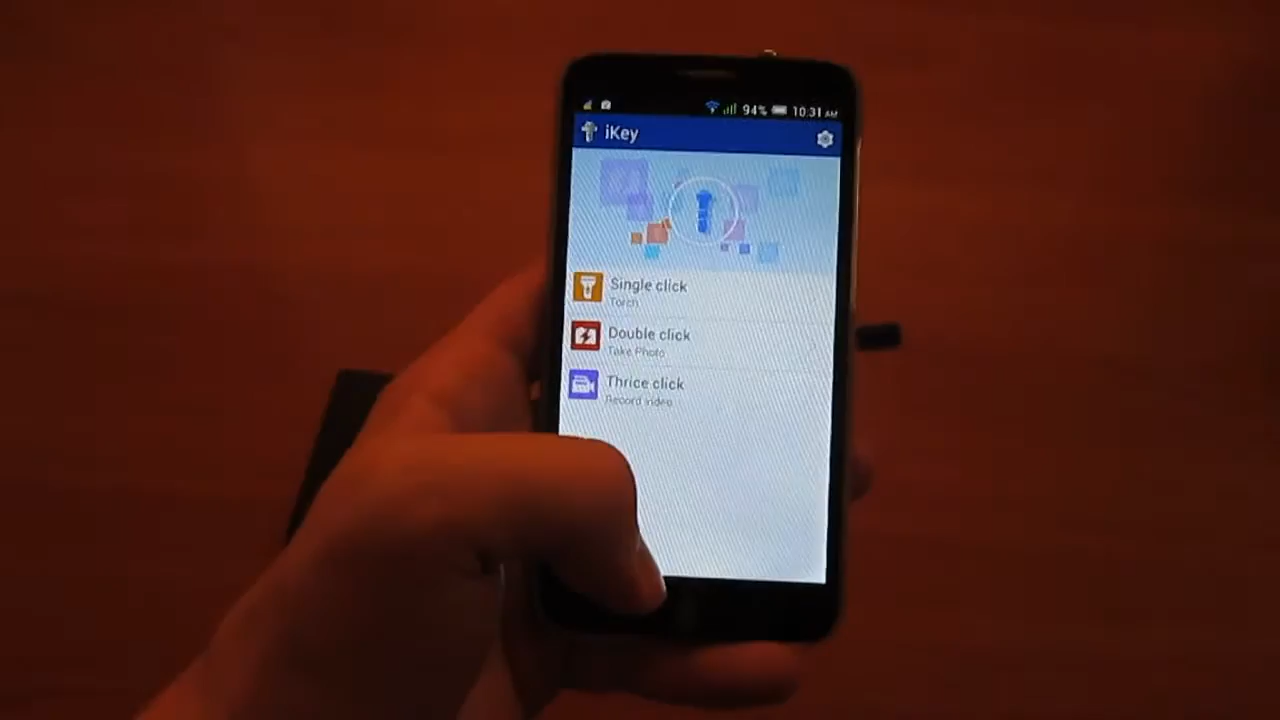 94% 10:31 AM
iKey
Single click
Torch
Double click
Take Photo
Thrice click
Record video